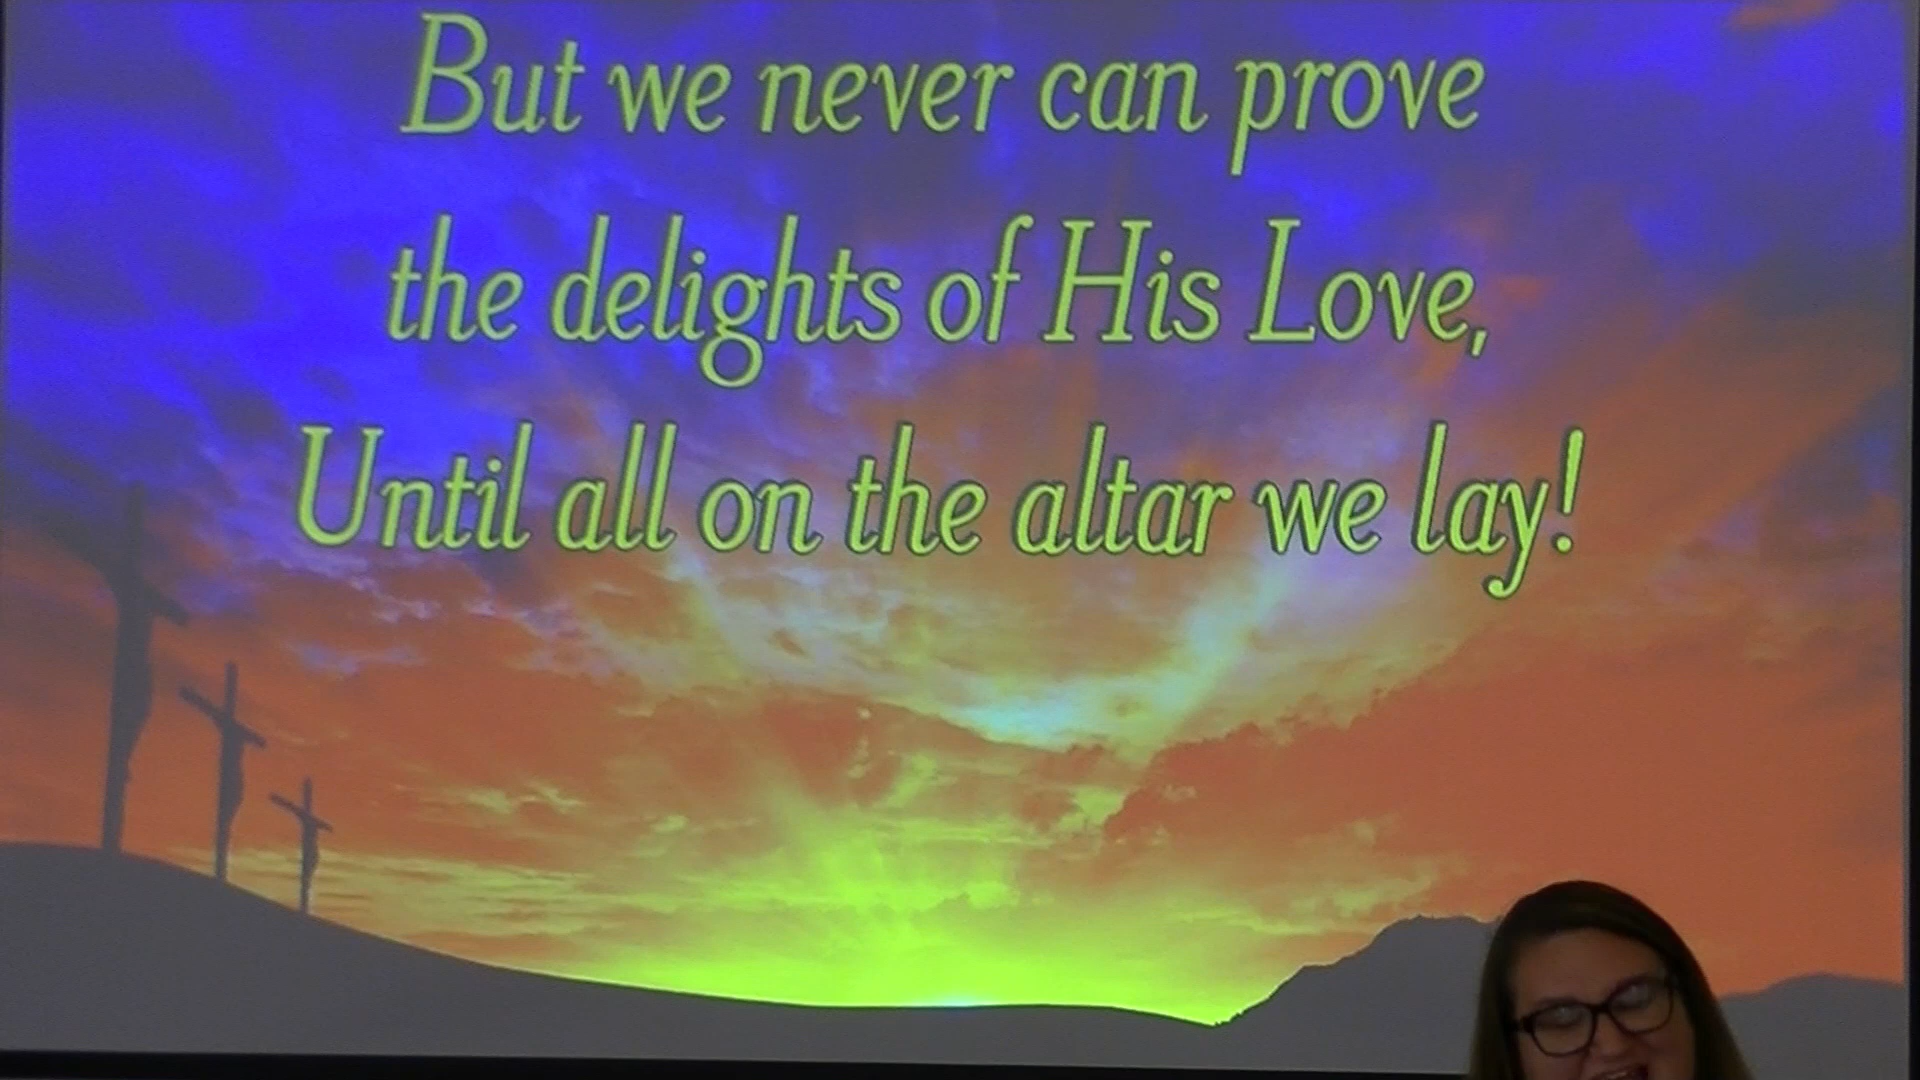 But we never can prove
the delights of His Love,
Until all on the altar we lay!